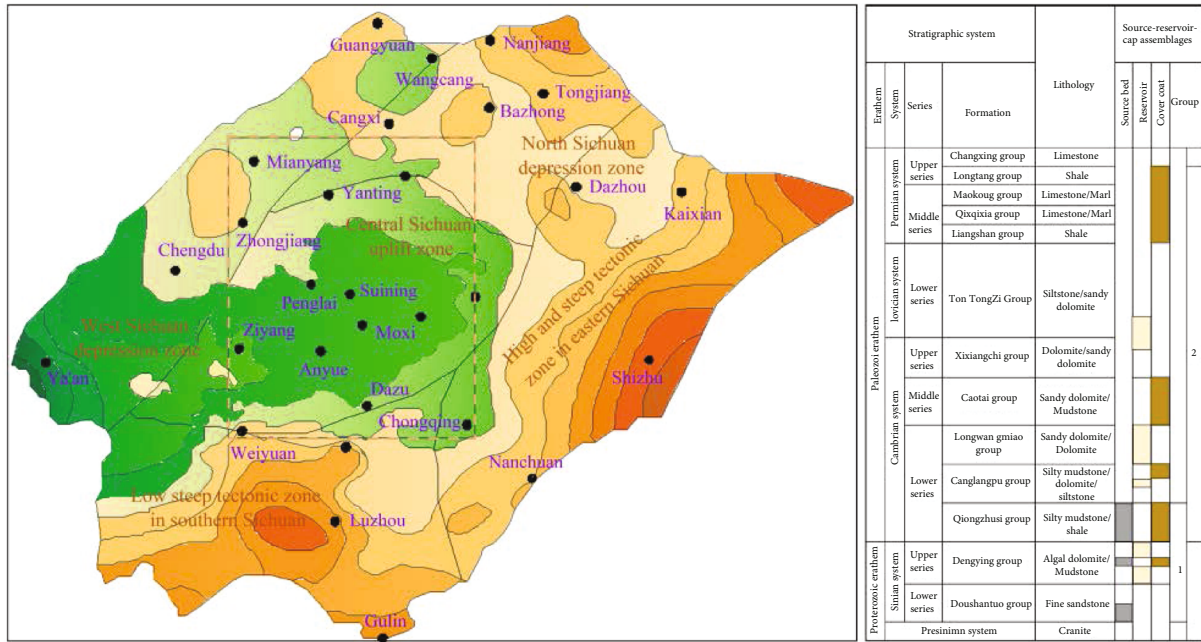 Guangyuan
Nanjiang
Wangcang
Tongjiang
Bazhong
Cangxi
North Sichuan
depression zone
Mianyang
Dazhou
Yanting
Kaixian
Central Sichuan
uplift zone
Zhongjiang
Chengdu
Penglai
Suining
High and steep tectonic
zone in eastern Sichuan
West Sichuan
depression zone
Ziyang
Moxi
Ya'an
Anyue
Shizhu
Dazu
Chongqing
Weiyuan
Nanchuan
Low steep tectonic zone
in southern Sichuan
Luzhou
Gulin
Stratigraphic system
Lithology
Source-reservoir-
cap assemblages
Erathem
System
Series
Formation
Source bed
Reservoir
Cover coat
Group
Paleozoi erathem
Permian system
Upper
series
Changxing group
Limestone
Longtang group
Shale
Middle
series
Maokoug group
Limestone/Marl
Qixqixia group
Limestone/Marl
Liangshan group
Shale
Iovician system
Lower
series
Ton TongZi Group
Siltstone/sandy
dolomite
2
Cambrian system
Upper
series
Xixiangchi group
Dolomite/sandy
dolomite
Middle
series
Caotai group
Sandy dolomite/
Mudstone
Lower
series
Longwan gmiao
group
Sandy dolomite/
Dolomite
Canglangpu group
Silty mudstone/
dolomite/
siltstone
Qiongzhusi group
Silty mudstone/
shale
Proterozoic erathem
Sinian system
Upper
series
Dengying group
Algal dolomite/
Mudstone
1
Lower
series
Doushantuo group
Fine sandstone
Presinimn system
Cranite